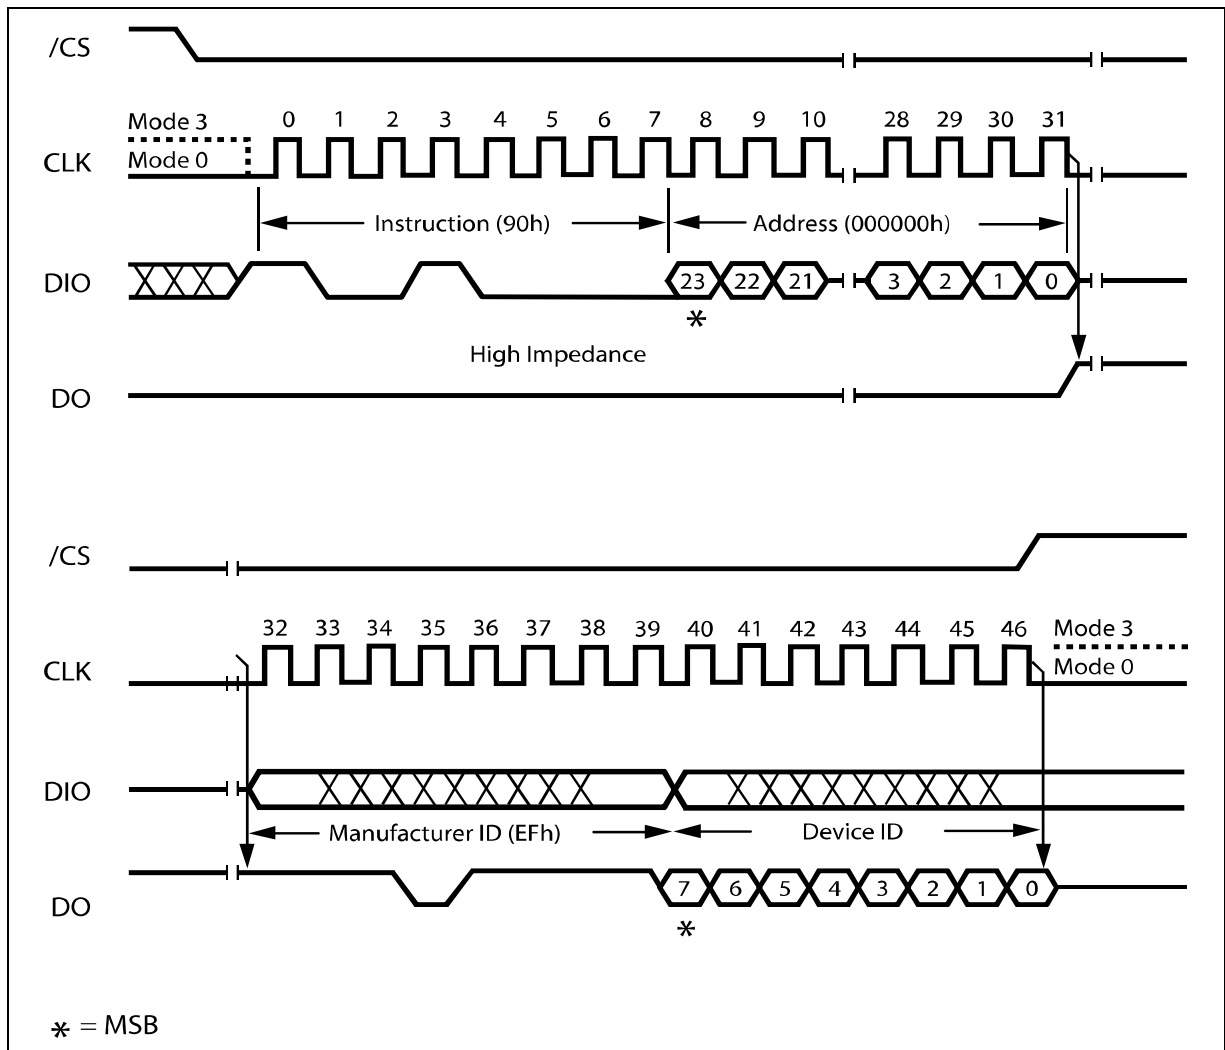 /CS
Mode 3 0 1 2 3 4 5 6 7 8 9 10 28 29 30 31
CLK Mode 0
Instruction (90h) Address (000000h)
DIO 23 22 21 3 2 1 0
*
High Impedance
DO
/CS
32 33 34 35 36 37 38 39 40 41 42 43 44 45 46 Mode 3
CLK Mode 0
DIO
Manufacturer ID (EFh) Device ID
DO 7 6 5 4 3 2 1 0
*
* = MSB